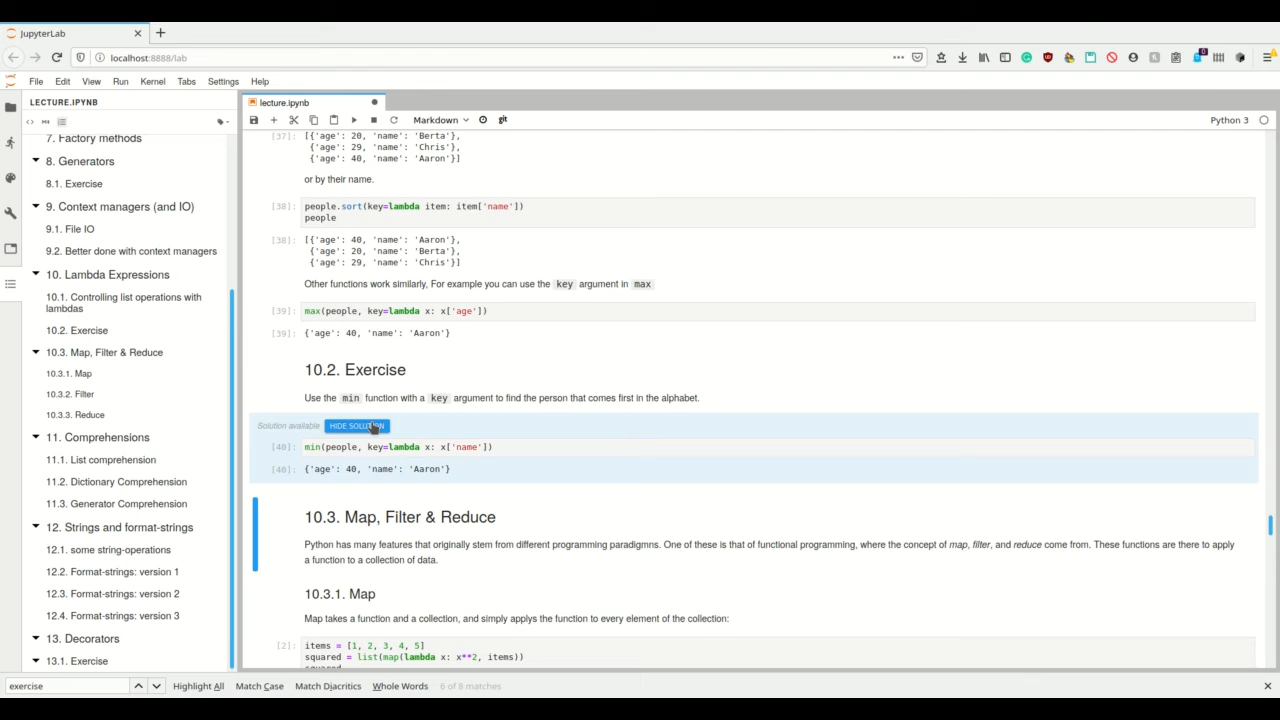 JupyterLab
localhost:8888/lab
0
File Edit View Run Kernel Tabs Settings Help
LECTURE.IPYNB
7. Factory methods
8. Generators
8.1. Exercise
9. Context managers (and IO)
9.1. File IO
9.2. Better done with context managers
10. Lambda Expressions
10.1. Controlling list operations with
lambdas
10.2. Exercise
10.3. Map, Filter & Reduce
10.3.1. Map
10.3.2. Filter
10.3.3. Reduce
11. Comprehensions
11.1. List comprehension
11.2. Dictionary Comprehension
11.3. Generator Comprehension
12. Strings and format-strings
12.1. some string-operations
12.2. Format-strings: version 1
12.3. Format-strings: version 2
12.4. Format-strings: version 3
13. Decorators
13.1. Exercise
lecture.ipynb
Markdown git Python 3
[37]: [{'age': 20, 'name': 'Berta'},
{'age': 29, 'name': 'Chris'},
{'age': 40, 'name': 'Aaron'}]
or by their name.
[38]: people.sort(key=lambda item: item['name'])
people
[38]: [{'age': 40, 'name': 'Aaron'},
{'age': 20, 'name': 'Berta'},
{'age': 29, 'name': 'Chris'}]
Other functions work similarly, For example you can use the key argument in max
[39]: max(people, key=lambda x: x['age'])
[39]: {'age': 40, 'name': 'Aaron'}
10.2. Exercise
Use the min function with a key argument to find the person that comes first in the alphabet.
Solution available HIDE SOLUTION
[40]: min(people, key=lambda x: x['name'])
[40]: {'age': 40, 'name': 'Aaron'}
10.3. Map, Filter & Reduce
Python has many features that originally stem from different programming paradigmns. One of these is that of functional programming, where the concept of map, filter, and reduce come from. These functions are there to apply
a function to a collection of data.
10.3.1. Map
Map takes a function and a collection, and simply applys the function to every element of the collection:
[2]: items = [1, 2, 3, 4, 5]
squared = list(map(lambda x: x**2, items))
squared
exercise Highlight All Match Case Match Diacritics Whole Words 6 of 8 matches